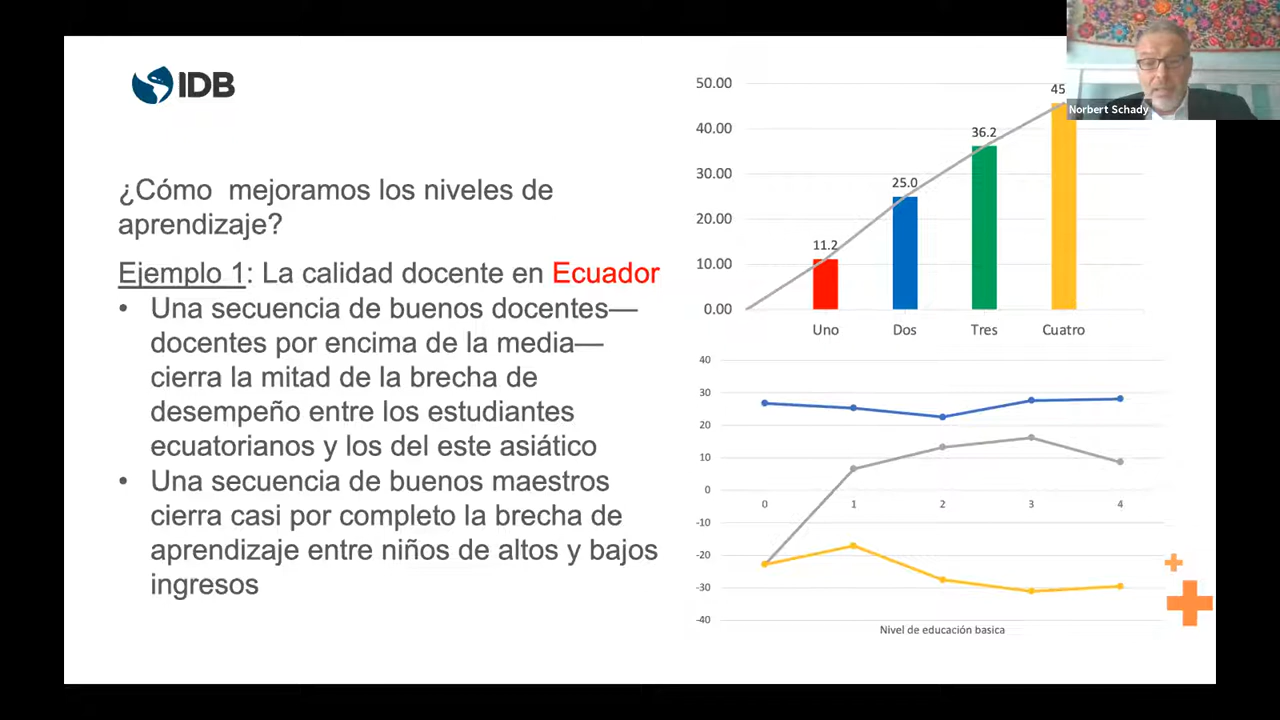 IDB
¿Cómo mejoramos los niveles de
aprendizaje?
Ejemplo 1: La calidad docente en Ecuador
• Una secuencia de buenos docentes—
docentes por encima de la media—
cierra la mitad de la brecha de
desempeño entre los estudiantes
ecuatorianos y los del este asiático
• Una secuencia de buenos maestros
cierra casi por completo la brecha de
aprendizaje entre niños de altos y bajos
ingresos
Norbert Schady
50.00
40.00
30.00
20.00
10.00
0.00
11.2
25.0
36.2
45
Uno Dos Tres Cuatro
40
30
20
10
0
-10
-20
-30
-40
0 1 2 3 4
Nivel de educación basica